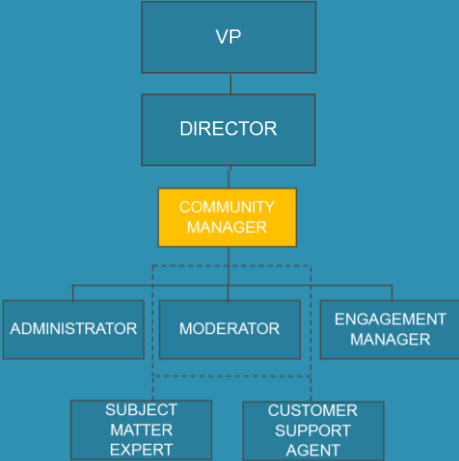 VP
DIRECTOR
COMMUNITY
MANAGER
ADMINISTRATOR
MODERATOR
ENGAGEMENT
MANAGER
SUBJECT
MATTER
EXPERT
CUSTOMER
SUPPORT
AGENT